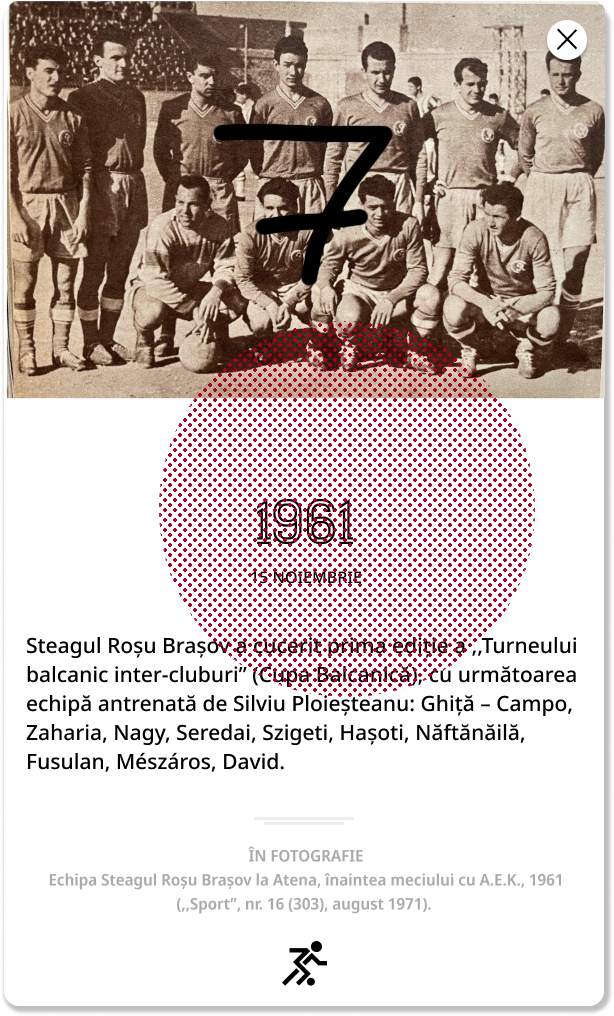 7
1961
15 NOIEMBRIE
Steagul Roșu Brașov a cucerit prima ediție a ,,Turneului
balcanic inter-cluburi” (Cupa Balcanică), cu următoarea
echipă antrenată de Silviu Ploieșteanu: Ghiță – Campo,
Zaharia, Nagy, Seredai, Szigeti, Hașoti, Năftănăilă,
Fusulan, Mészáros, David.
ÎN FOTOGRAFIE
Echipa Steagul Roșu Brașov la Atena, înaintea meciului cu A.E.K., 1961
(,,Sport”, nr. 16 (303), august 1971).